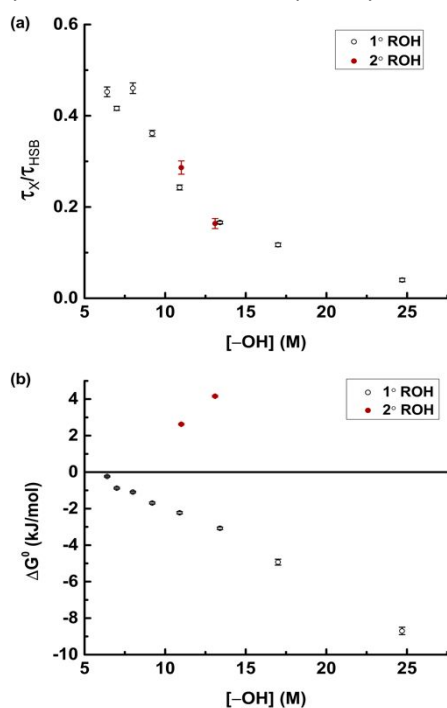 (a)
0.6
1° ROH
2° ROH
0.4
τX/τHSB
0.2
0.0
5 10 15 20 25
[–OH] (M)
(b)
4
1° ROH
2° ROH
2
0
-2
ΔG⁰ (kJ/mol)
-4
-6
-8
-10
5 10 15 20 25
[–OH] (M)